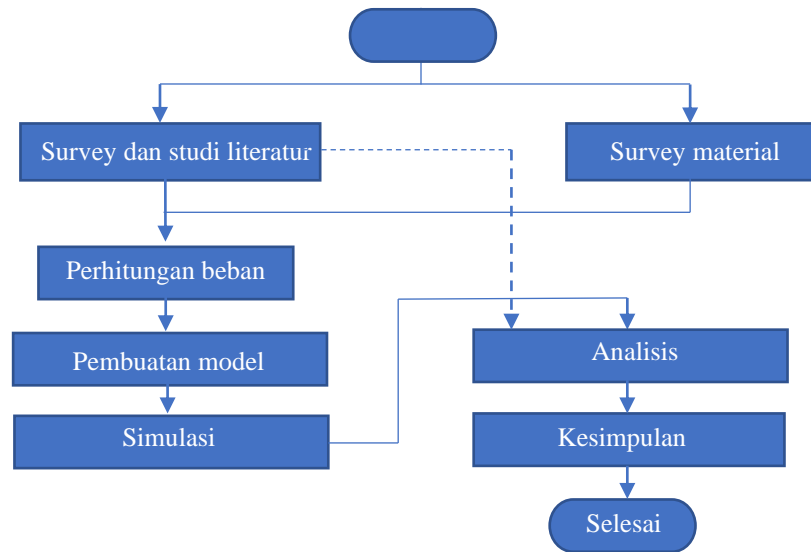 Survey dan studi literatur
Survey material
Perhitungan beban
Pembuatan model
Simulasi
Analisis
Kesimpulan
Selesai